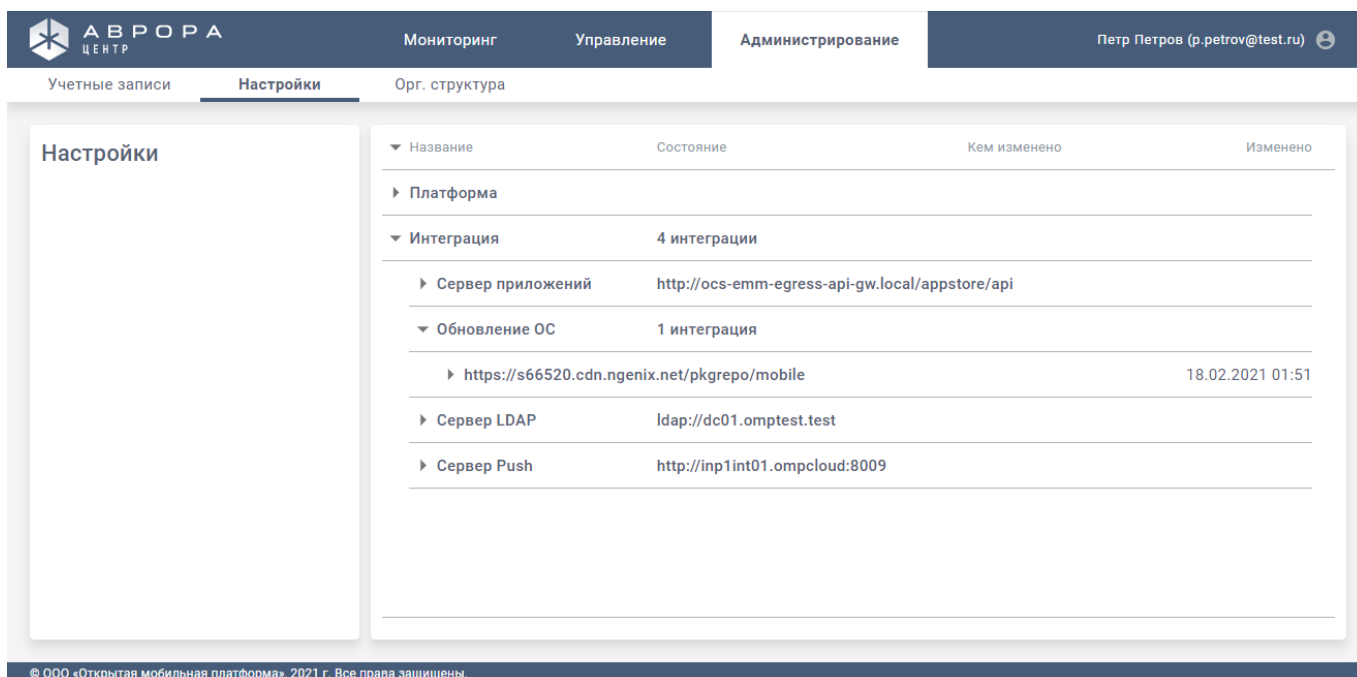 АВРОРА
ЦЕНТР
Мониторинг Управление Администрирование Петр Петров (p.petrov@test.ru)
Учетные записи Настройки Орг. структура
Настройки
Название Состояние Кем изменено Изменено
Платформа
Интеграция 4 интеграции
Сервер приложений http://ocs-emm-egress-api-gw.local/appstore/api
Обновление ОС 1 интеграция
https://s66520.cdn.ngenix.net/pkgrepo/mobile 18.02.2021 01:51
Сервер LDAP ldap://dc01.omptest.test
Сервер Push http://inp1int01.ompcloud:8009
© ООО «Открытая мобильная платформа», 2021 г. Все права защищены.